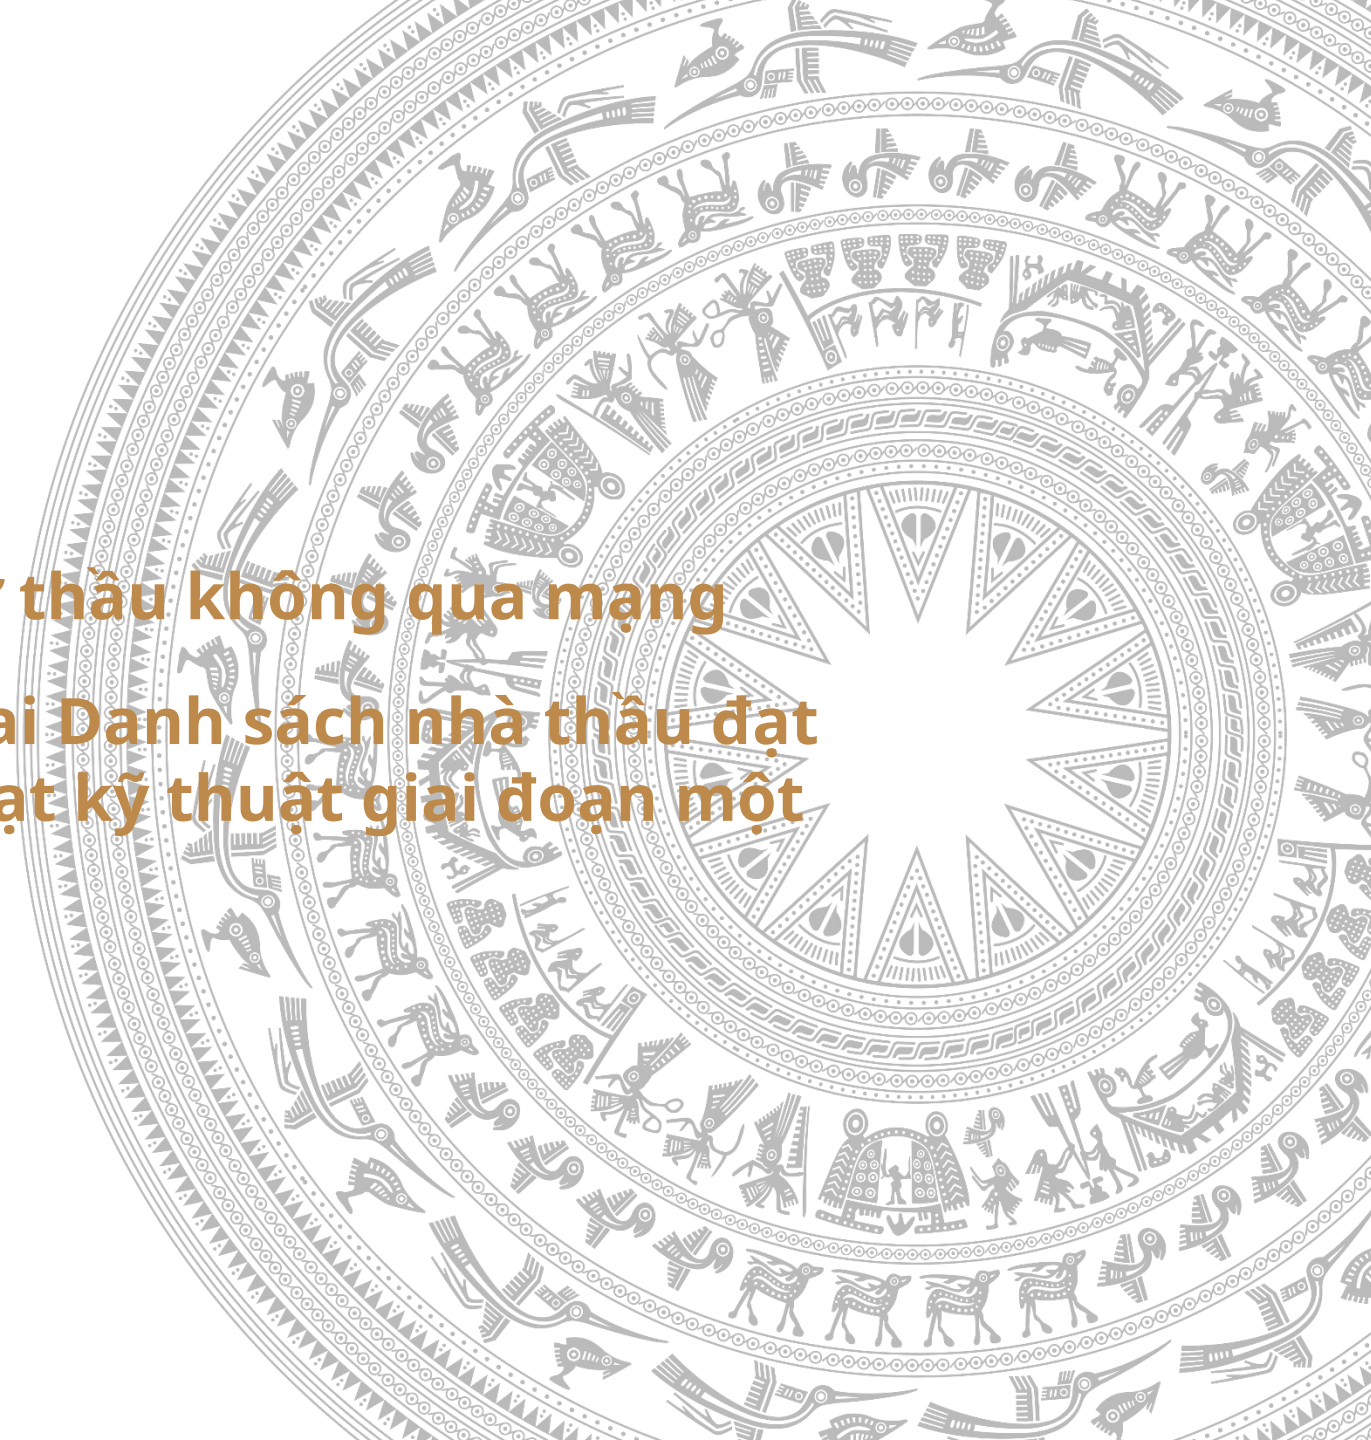 thầu không qua mạng
ai Danh sách nhà thầu đạt
ạt kỹ thuật giai đoạn một